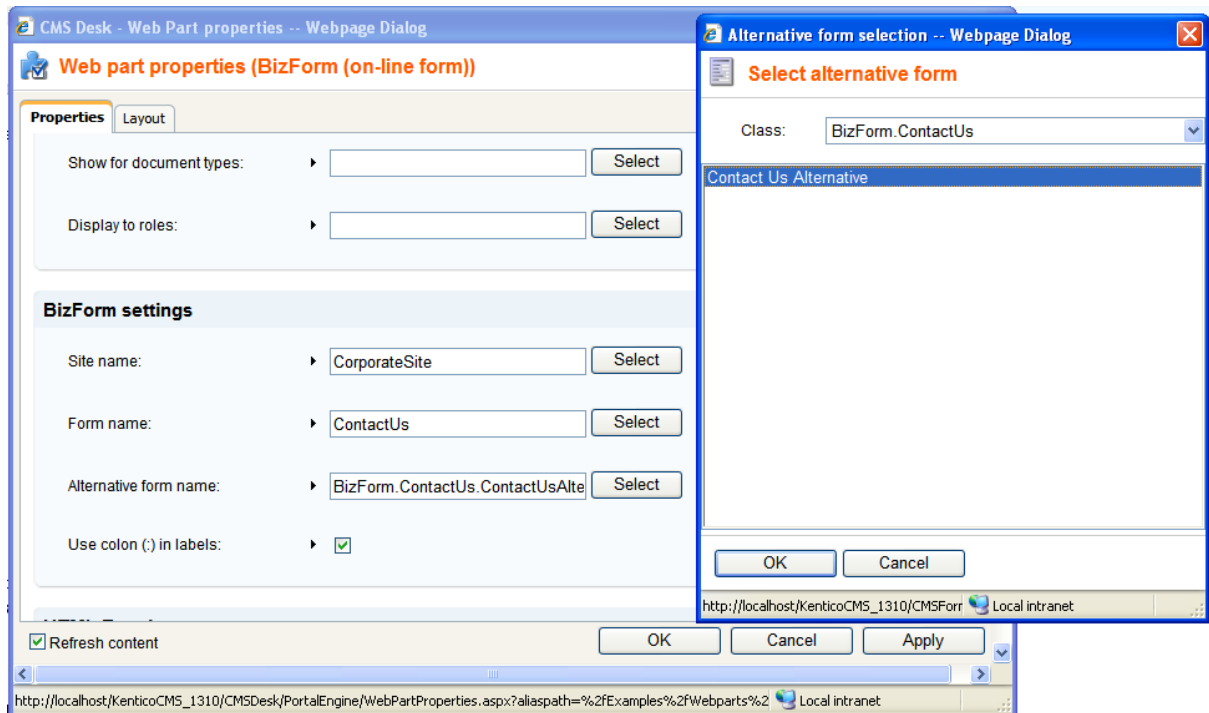 CMS Desk - Web Part properties -- Webpage Dialog
Web part properties (BizForm (on-line form))
Properties
Layout
Show for document types:
Select
Display to roles:
Select
BizForm settings
Site name:
CorporateSite
Select
Form name:
ContactUs
Select
Alternative form name:
BizForm.ContactUs.ContactUsAlte
Select
Use colon (:) in labels:
Refresh content
OK
Cancel
Apply
http://localhost/KenticoCMS_1310/CMSDesk/PortalEngine/WebPartProperties.aspx?aliaspath=%2fExamples%2fWebparts%2
Local intranet
Alternative form selection -- Webpage Dialog
Select alternative form
Class:
BizForm.ContactUs
Contact Us Alternative
OK
Cancel
http://localhost/KenticoCMS_1310/CMSForr
Local intranet